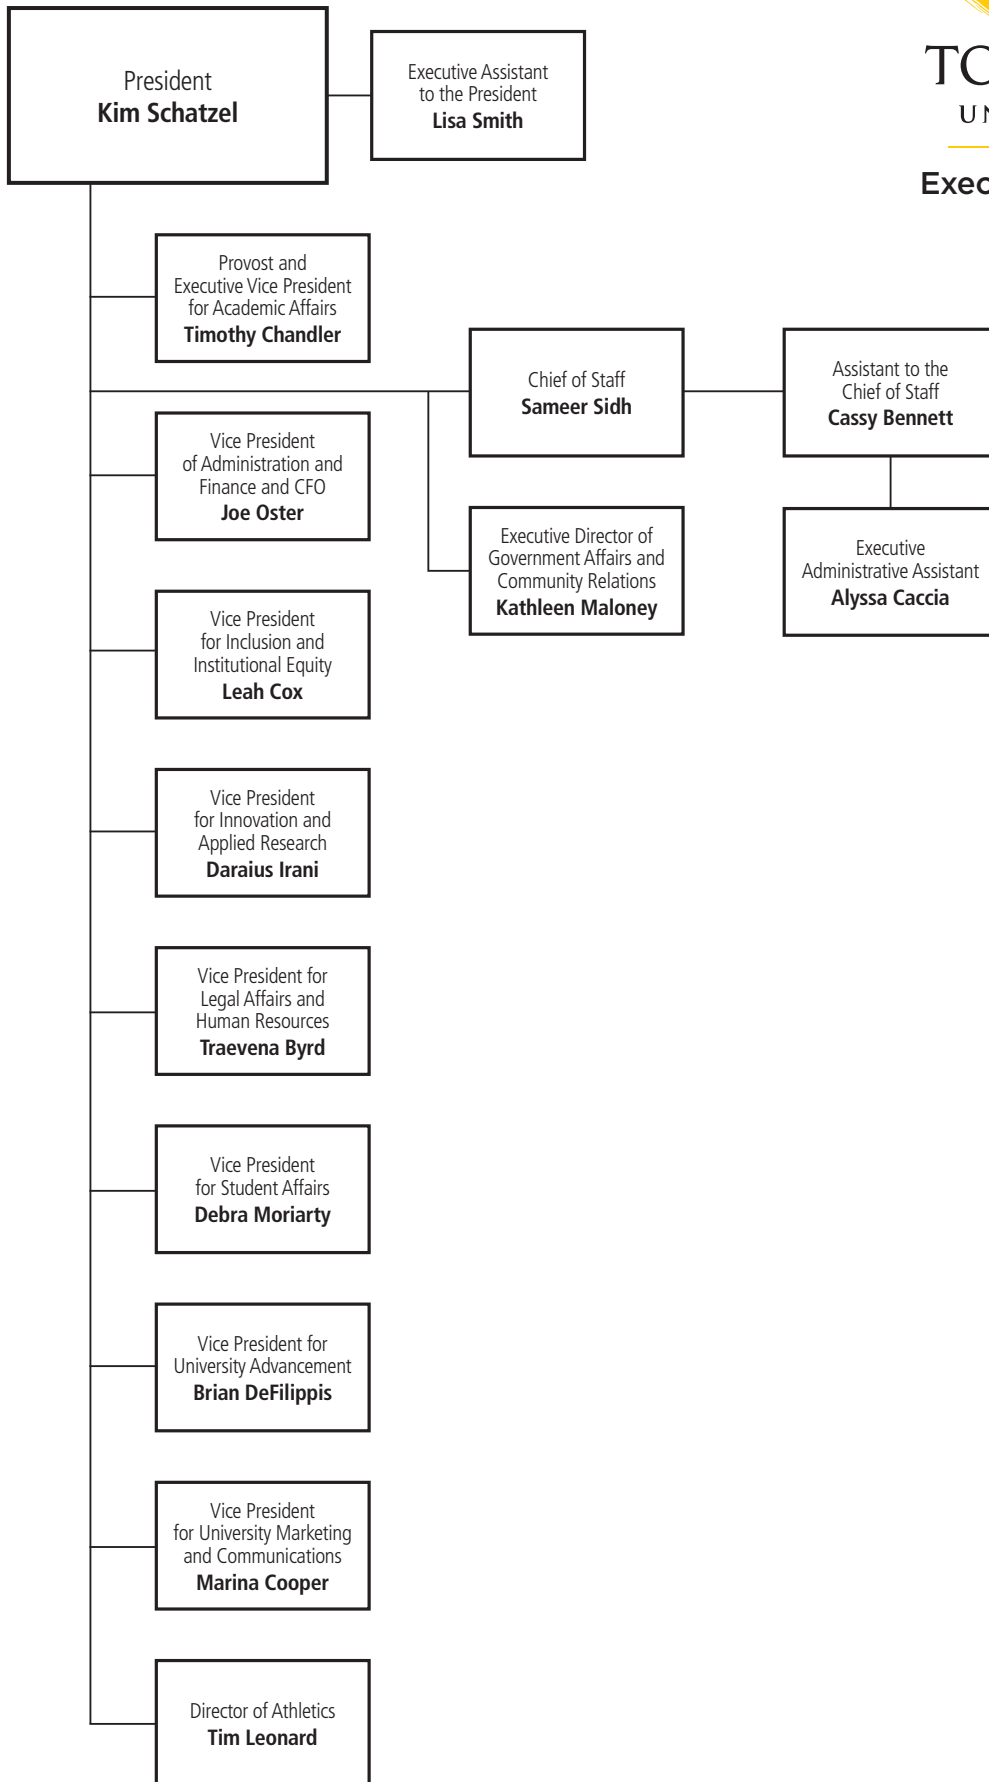 President
Kim Schatzel
Executive Assistant
to the President
Lisa Smith
TO
UN
Exec
Provost and
Executive Vice President
for Academic Affairs
Timothy Chandler
Chief of Staff
Sameer Sidh
Assistant to the
Chief of Staff
Cassy Bennett
Vice President
of Administration and
Finance and CFO
Joe Oster
Executive Director of
Government Affairs and
Community Relations
Kathleen Maloney
Executive
Administrative Assistant
Alyssa Caccia
Vice President
for Inclusion and
Institutional Equity
Leah Cox
Vice President
for Innovation and
Applied Research
Daraius Irani
Vice President for
Legal Affairs and
Human Resources
Traevena Byrd
Vice President
for Student Affairs
Debra Moriarty
Vice President for
University Advancement
Brian DeFilippis
Vice President
for University Marketing
and Communications
Marina Cooper
Director of Athletics
Tim Leonard